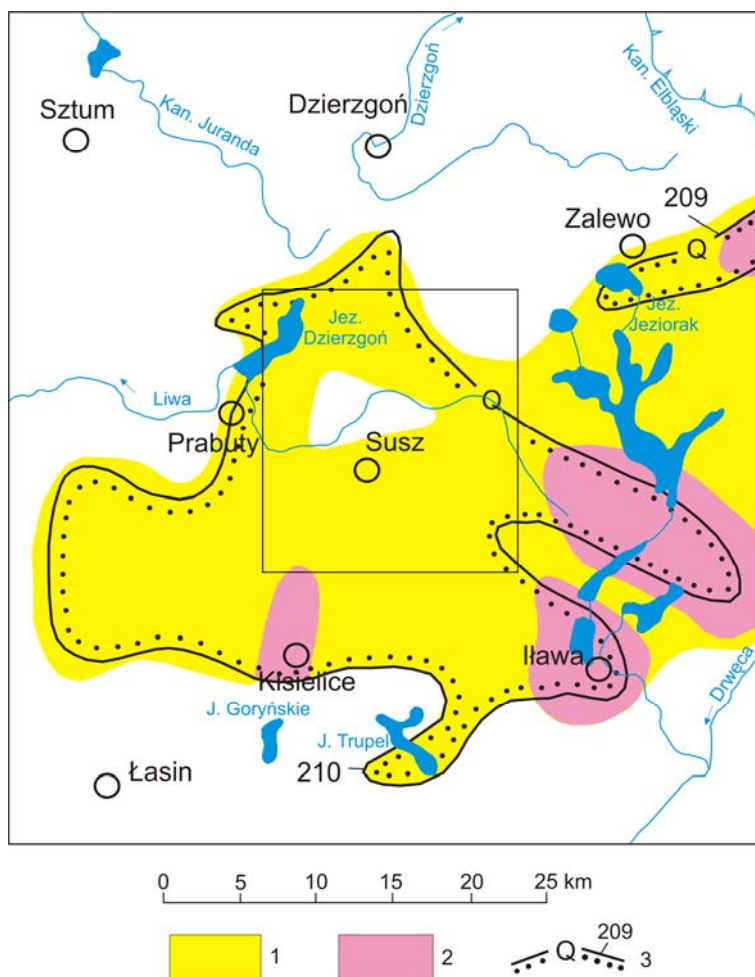 Sztum
Kan. Juranda
Dzierzgoń
Dzierzgoń
Kan. Elbląski
209
Zalewo
Q
Jez.
Jeziorak
Jez.
Dzierzgoń
Liwa
Prabuty
Q
Susz
Kisielice
Iława
Drwęca
J. Goryńskie
J. Trupel
210
Łasin
0 5 10 15 20 25 km
1 2 Q 209 3